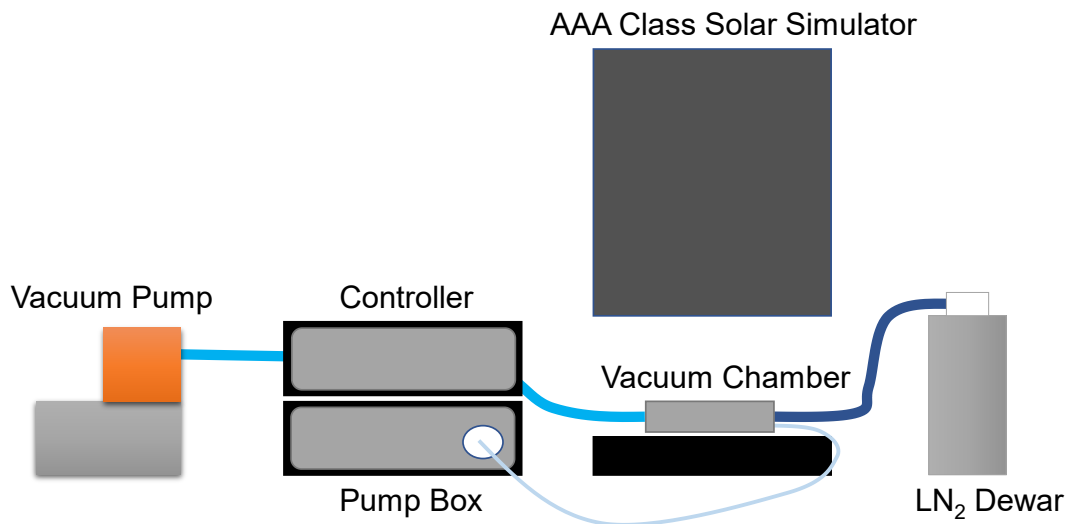 AAA Class Solar Simulator
Vacuum Pump
Controller
Vacuum Chamber
Pump Box
LN₂ Dewar